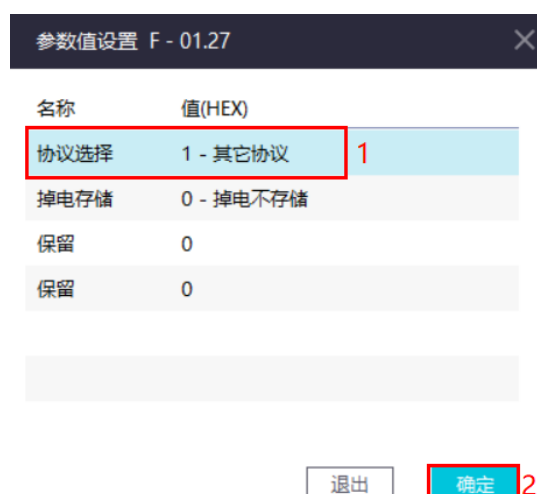 参数值设置 F - 01.27
名称 值(HEX)
协议选择 1 - 其它协议 1
掉电存储 0 - 掉电不存储
保留 0
保留 0
退出 确定 2